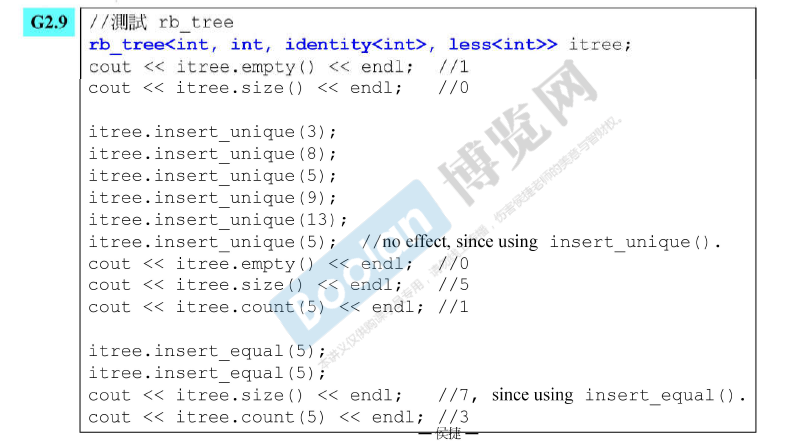 G2.9
//測試 rb_tree
rb_tree<int, int, identity<int>, less<int>> itree;
cout << itree.empty() << endl; //1
cout << itree.size() << endl; //0
itree.insert_unique(3);
itree.insert_unique(8);
itree.insert_unique(5);
itree.insert_unique(9);
itree.insert_unique(13);
itree.insert_unique(5); //no effect, since using insert_unique().
cout << itree.empty() << endl; //0
cout << itree.size() << endl; //5
cout << itree.count(5) << endl; //1
itree.insert_equal(5);
itree.insert_equal(5);
cout << itree.size() << endl; //7, since using insert_equal().
cout << itree.count(5) << endl; //3
— 侯捷 —
Boolan 博览网